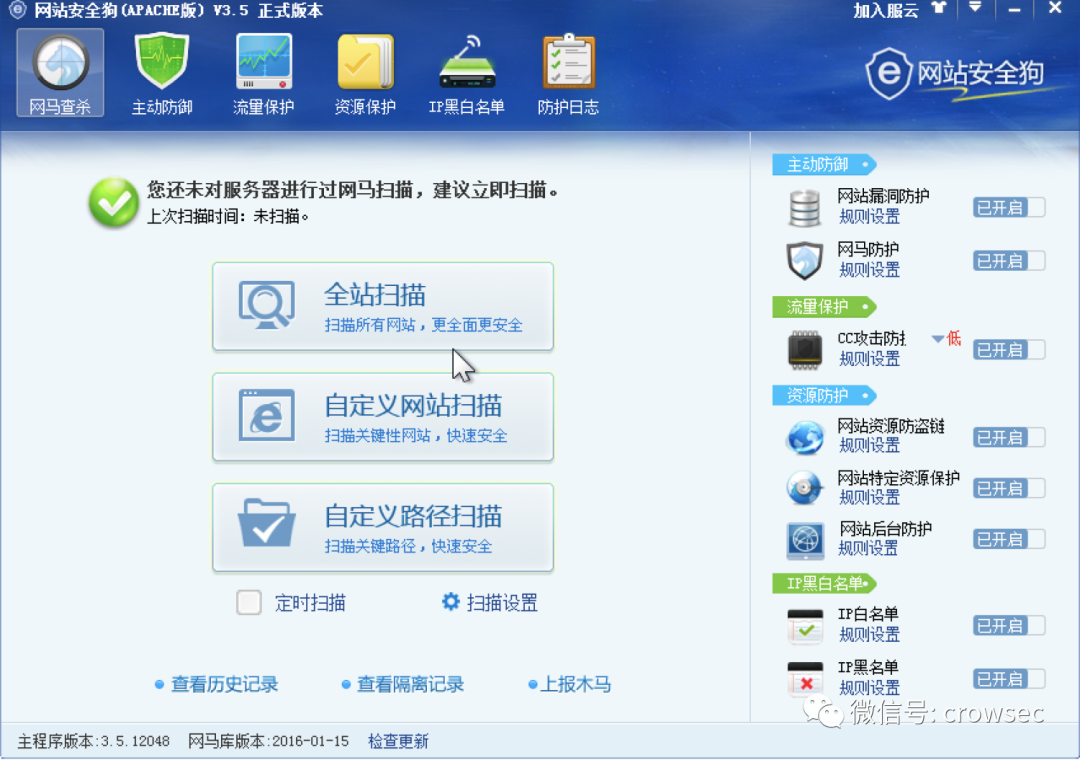 网站安全狗(APACHE版) V3.5 正式版本
加入服云
网马查杀
主动防御
流量保护
资源保护
IP黑白名单
防护日志
网站安全狗
您还未对服务器进行过网马扫描，建议立即扫描。
上次扫描时间：未扫描。
全站扫描
扫描所有网站，更全面更安全
自定义网站扫描
扫描关键性网站，快速安全
自定义路径扫描
扫描关键路径，快速安全
定时扫描
扫描设置
查看历史记录
查看隔离记录
上报木马
主动防御
网站漏洞防护
规则设置
已开启
网马防护
规则设置
已开启
流量保护
CC攻击防
低
规则设置
已开启
资源防护
网站资源防盗链
规则设置
已开启
网站特定资源保护
规则设置
已开启
网站后台防护
规则设置
已开启
IP黑白名单
IP白名单
规则设置
已开启
IP黑名单
规则设置
已开启
微信号: crowsec
主程序版本:3.5.12048
网马库版本:2016-01-15
检查更新